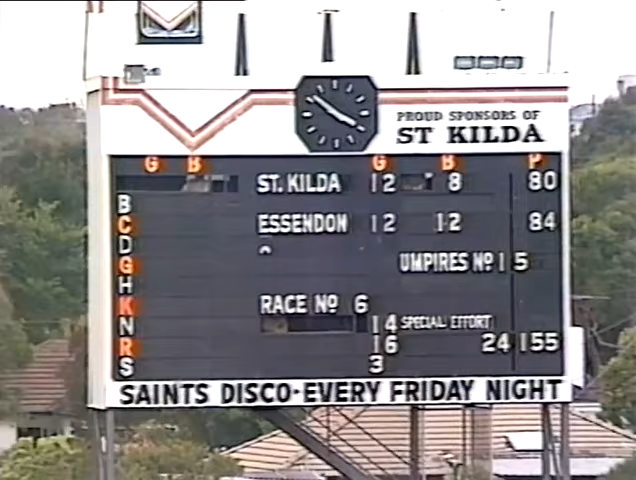 PROUD SPONSORS OF
ST KILDA
G B G B P
ST. KILDA 12 8 80
B
C ESSENDON 12 12 84
D
G UMPIRES Nº 1 5
H
K RACE Nº 6
N 14 SPECIAL EFFORT
R 16 24 155
S 3
SAINTS DISCO·EVERY FRIDAY NIGHT